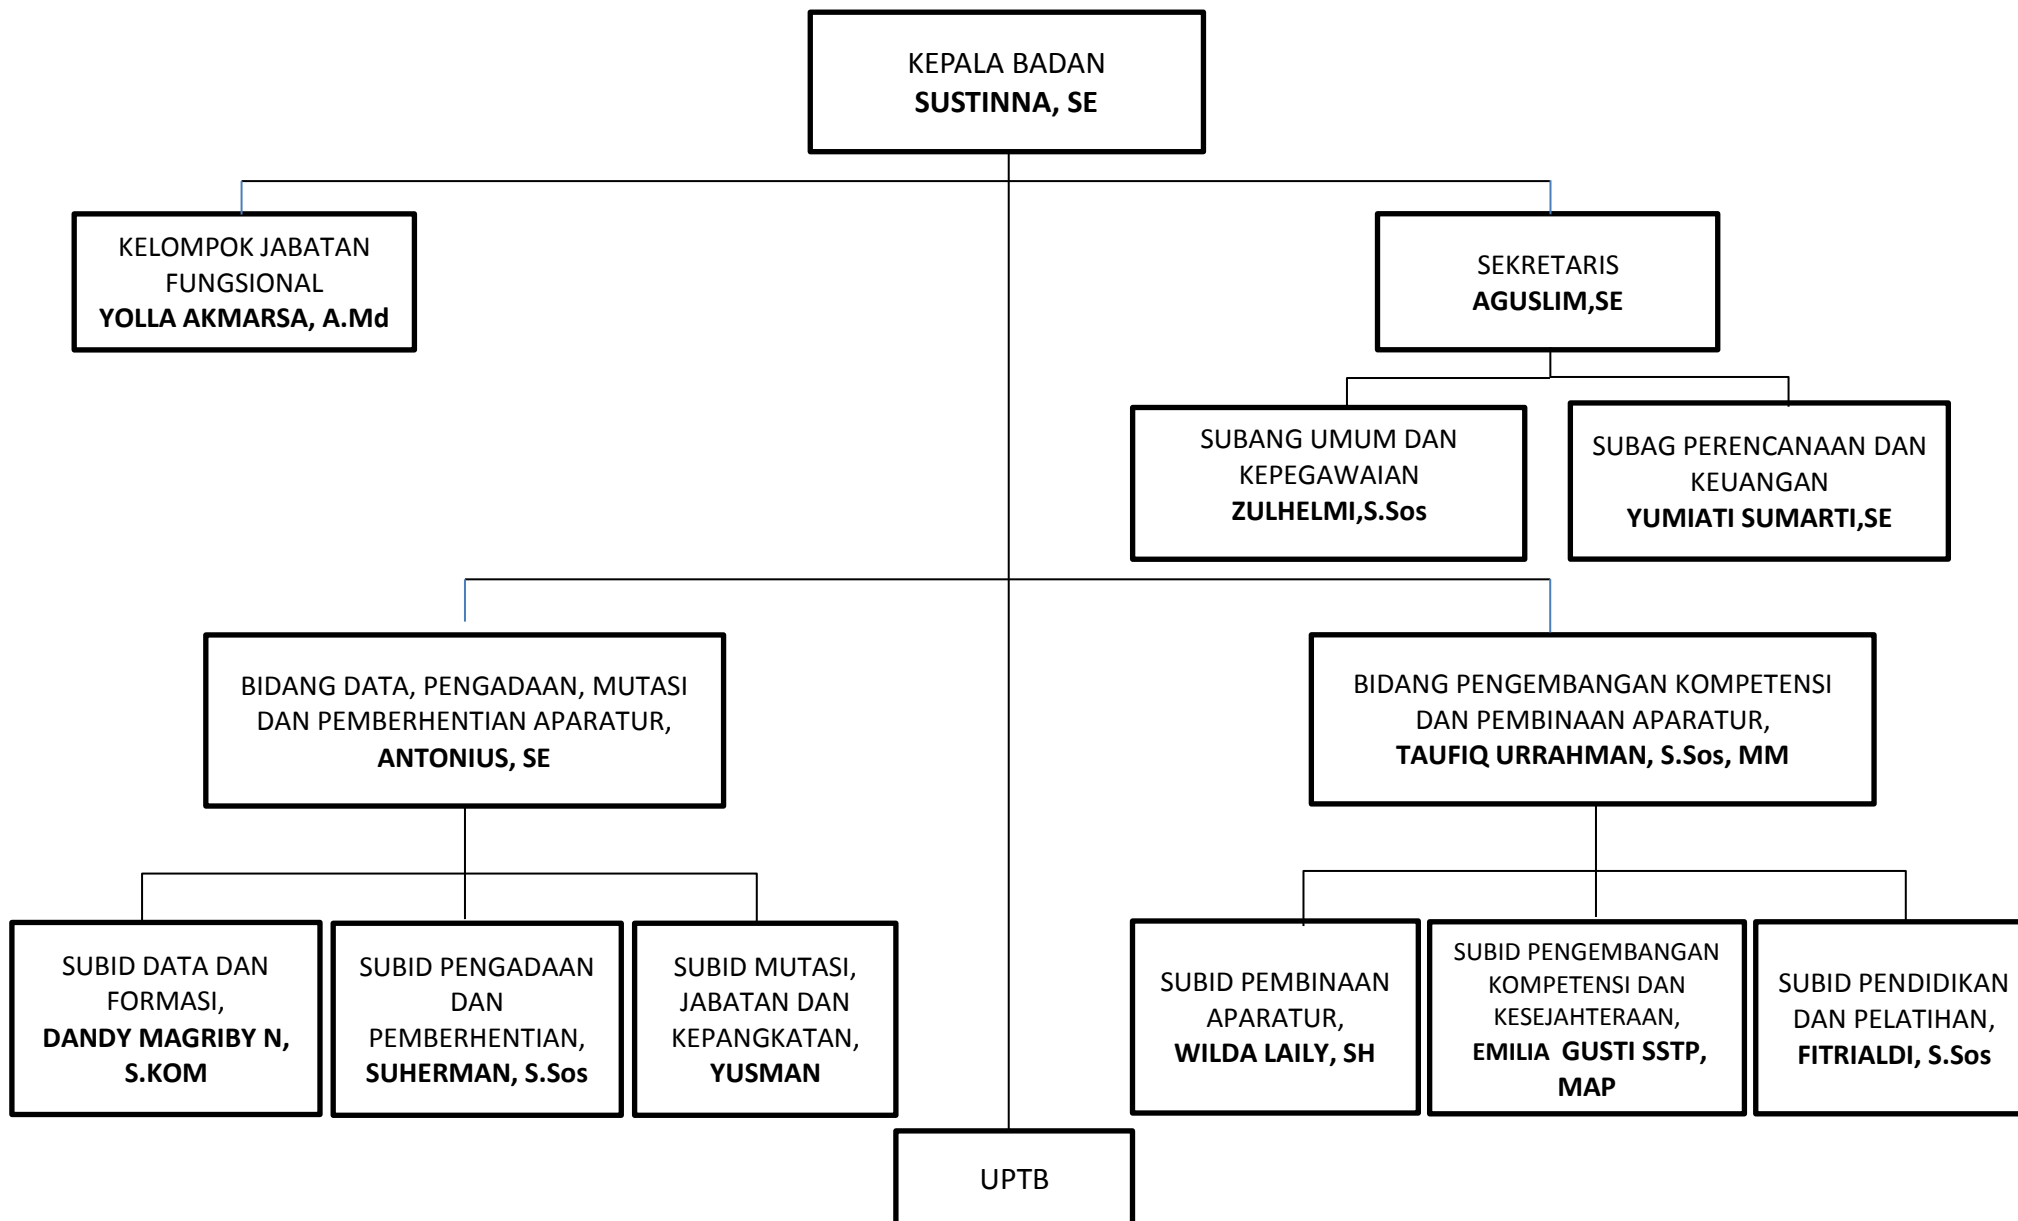 KEPALA BADAN
SUSTINNA, SE
KELOMPOK JABATAN
FUNGSIONAL
YOLLA AKMARSA, A.Md
SEKRETARIS
AGUSLIM,SE
SUBANG UMUM DAN
KEPEGAWAIAN
ZULHELMI,S.Sos
SUBAG PERENCANAAN DAN
KEUANGAN
YUMIATI SUMARTI,SE
BIDANG DATA, PENGADAAN, MUTASI
DAN PEMBERHENTIAN APARATUR,
ANTONIUS, SE
BIDANG PENGEMBANGAN KOMPETENSI
DAN PEMBINAAN APARATUR,
TAUFIQ URRAHMAN, S.Sos, MM
SUBID DATA DAN
FORMASI,
DANDY MAGRIBY N,
S.KOM
SUBID PENGADAAN
DAN
PEMBERHENTIAN,
SUHERMAN, S.Sos
SUBID MUTASI,
JABATAN DAN
KEPANGKATAN,
YUSMAN
SUBID PEMBINAAN
APARATUR,
WILDA LAILY, SH
SUBID PENGEMBANGAN
KOMPETENSI DAN
KESEJAHTERAAN,
EMILIA GUSTI SSTP,
MAP
SUBID PENDIDIKAN
DAN PELATIHAN,
FITRIALDI, S.Sos
UPTB